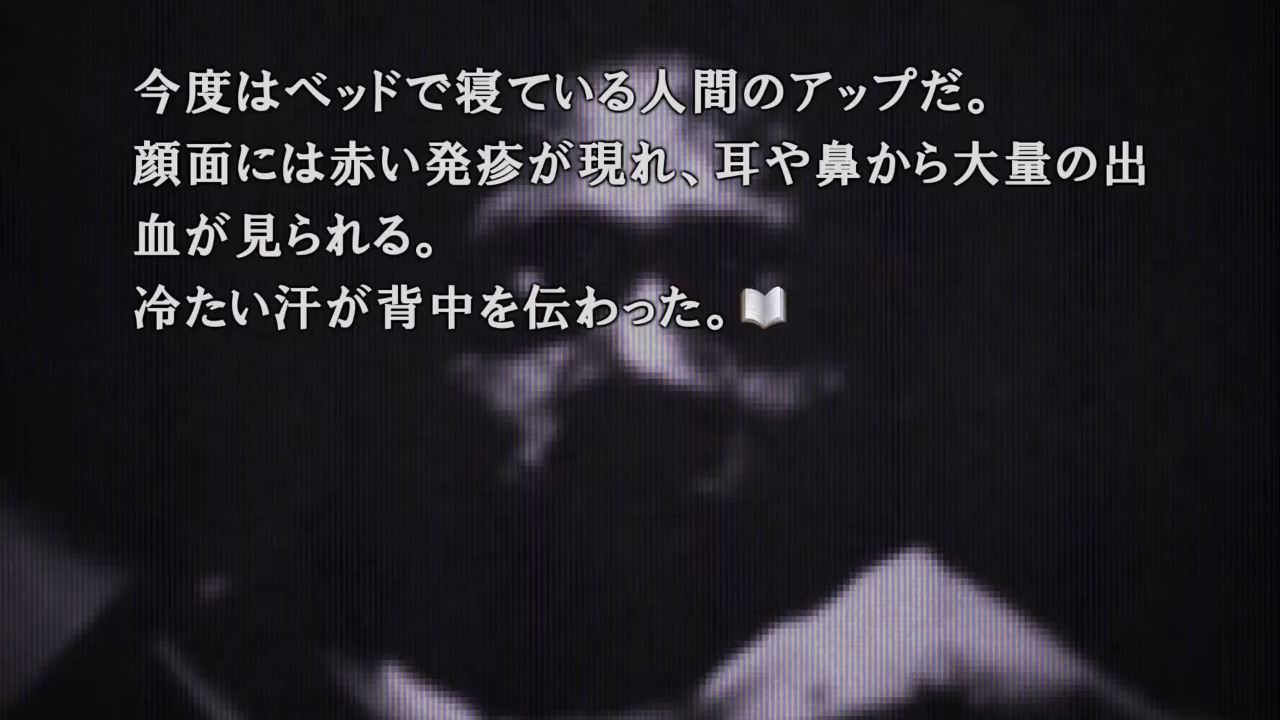 今度はベッドで寝ている人間のアップだ。
顔面には赤い発疹が現れ、耳や鼻から大量の出
血が見られる。
冷たい汗が背中を伝わった。